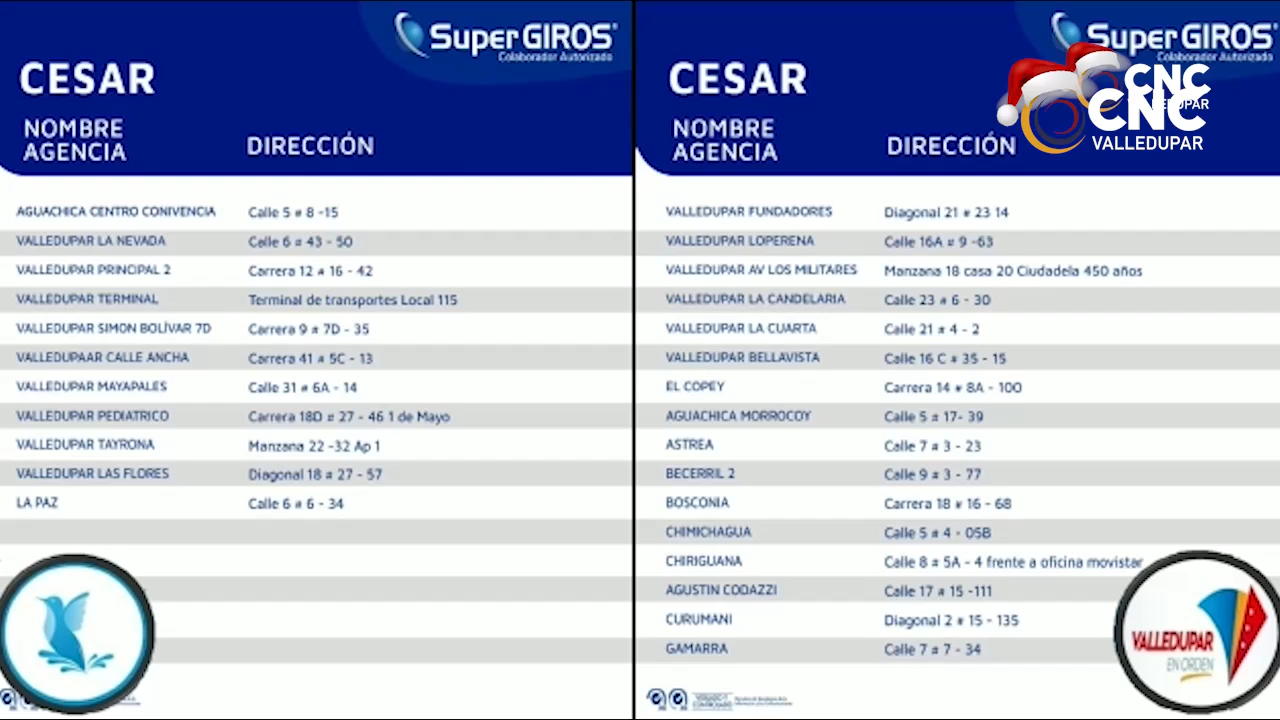 SuperGIROS
Colaborador Autorizado
CESAR
NOMBRE AGENCIA
DIRECCIÓN
AGUACHICA CENTRO CONIVENCIA Calle 5 # 8 -15
VALLEDUPAR LA NEVADA Calle 6 # 43 - 50
VALLEDUPAR PRINCIPAL 2 Carrera 12 # 16 - 42
VALLEDUPAR TERMINAL Terminal de transportes Local 115
VALLEDUPAR SIMON BOLÍVAR 7D Carrera 9 # 7D - 35
VALLEDUPAAR CALLE ANCHA Carrera 41 # 5C - 13
VALLEDUPAR MAYAPALES Calle 31 # 6A - 14
VALLEDUPAR PEDIATRICO Carrera 18D # 27 - 46 1 de Mayo
VALLEDUPAR TAYRONA Manzana 22 -32 Ap 1
VALLEDUPAR LAS FLORES Diagonal 18 # 27 - 57
LA PAZ Calle 6 # 6 - 34
SuperGIROS
Colaborador Autorizado
CNC
CNC
VALLEDUPAR
CESAR
NOMBRE AGENCIA
DIRECCIÓN
VALLEDUPAR FUNDADORES Diagonal 21 # 23 14
VALLEDUPAR LOPERENA Calle 16A # 9 -63
VALLEDUPAR AV LOS MILITARES Manzana 18 casa 20 Ciudadela 450 años
VALLEDUPAR LA CANDELARIA Calle 23 # 6 - 30
VALLEDUPAR LA CUARTA Calle 21 # 4 - 2
VALLEDUPAR BELLAVISTA Calle 16 C # 35 - 15
EL COPEY Carrera 14 # 8A - 100
AGUACHICA MORROCOY Calle 5 # 17- 39
ASTREA Calle 7 # 3 - 23
BECERRIL 2 Calle 9 # 3 - 77
BOSCONIA Carrera 18 # 16 - 68
CHIMICHAGUA Calle 5 # 4 - 05B
CHIRIGUANA Calle 8 # 5A - 4 frente a oficina movistar
AGUSTIN CODAZZI Calle 17 # 15 -111
CURUMANI Diagonal 2 # 15 - 135
GAMARRA Calle 7 # 7 - 34
VALLEDUPAR
EN ORDEN